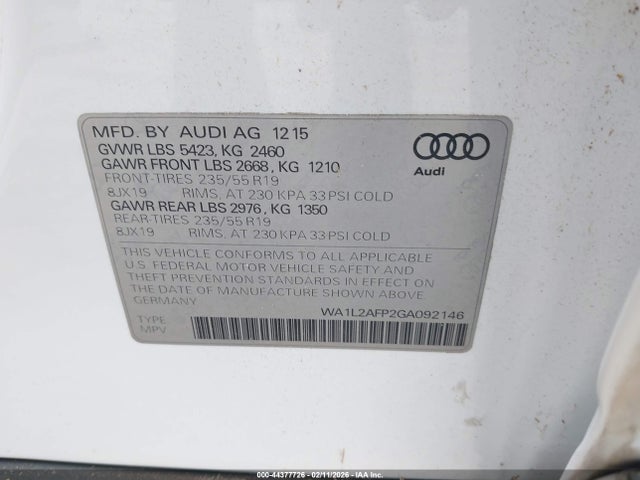 MFD. BY AUDI AG 12 15
GVWR LBS 5423, KG 2460
GAWR FRONT LBS 2668, KG 1210
FRONT-TIRES 235/55 R19
8JX19 RIMS, AT 230 KPA 33 PSI COLD
GAWR REAR LBS 2976, KG 1350
REAR-TIRES 235/55 R19
8JX19 RIMS, AT 230 KPA 33 PSI COLD
THIS VEHICLE CONFORMS TO ALL APPLICABLE
U.S. FEDERAL MOTOR VEHICLE SAFETY AND
THEFT PREVENTION STANDARDS IN EFFECT ON
THE DATE OF MANUFACTURE SHOWN ABOVE.
GERMANY
WA1L2AFP2GA092146
TYPE
MPV
Audi
000-44377726 - 02/11/2026 - IAAI.COM